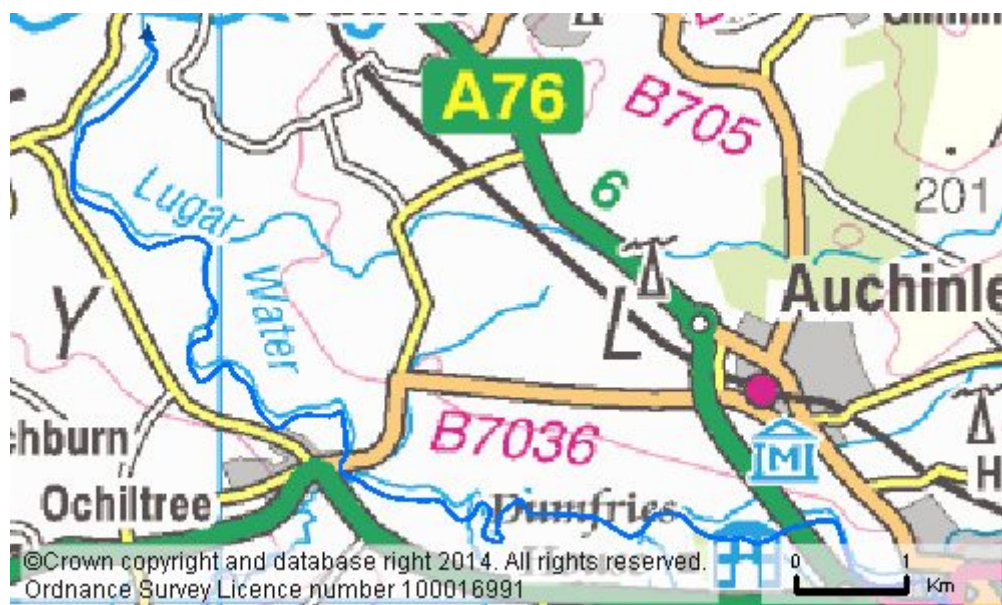 A76
B705
6
201
Lugar
Water
Auchinle
Y
L
B7036
M
chburn
H
Ochiltree
Dumfries
©Crown copyright and database right 2014. All rights reserved.
0 1
Ordnance Survey Licence number 100016991
Km